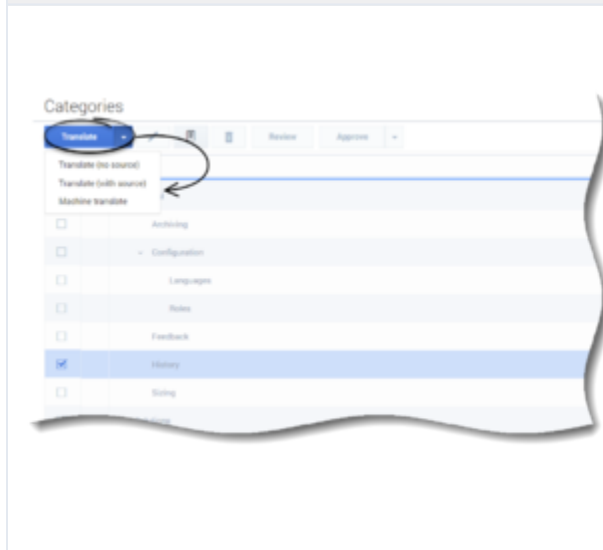 Categories
Translate Review Approve
Translate (no source)
Translate (with source)
Machine translate
Archiving
Configuration
Languages
Roles
Feedback
History
Sizing